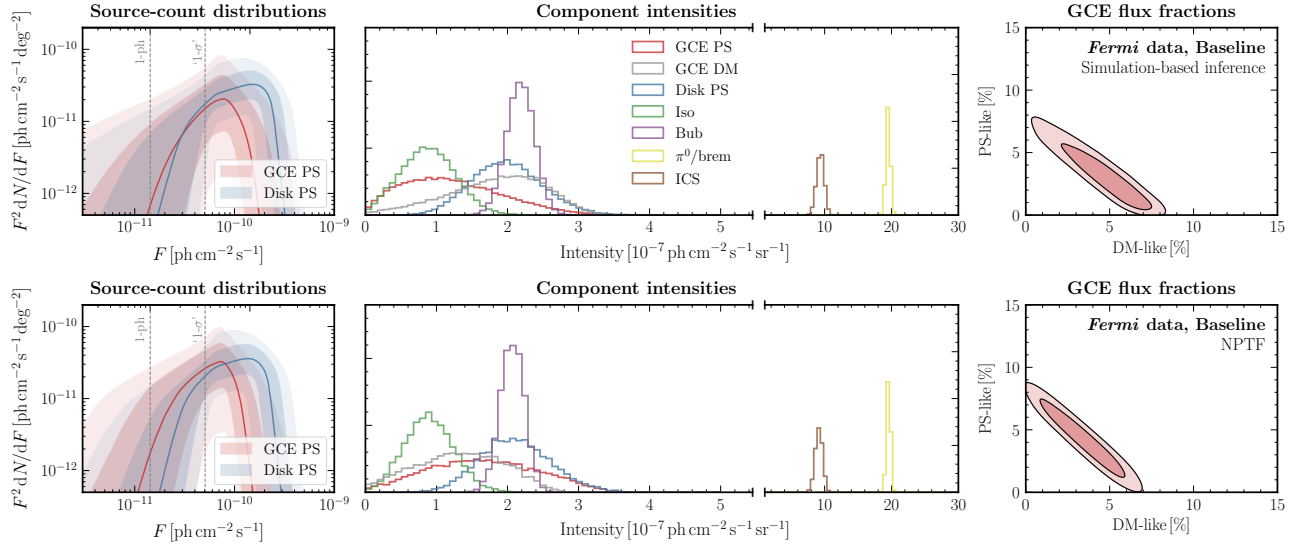 Source-count distributions
F² dN/dF [ph cm⁻² s⁻¹ deg⁻²]
10⁻¹⁰
10⁻¹¹
10⁻¹²
1-ph
'1-σ'
GCE PS
Disk PS
10⁻¹¹ 10⁻¹⁰ 10⁻⁹
F [ph cm⁻² s⁻¹]
Component intensities
GCE PS
GCE DM
Disk PS
Iso
Bub
π⁰/brem
ICS
0 1 2 3 4 5 10 20 30
Intensity [10⁻⁷ ph cm⁻² s⁻¹ sr⁻¹]
GCE flux fractions
Fermi data, Baseline
Simulation-based inference
PS-like [%]
15
10
5
0
0 5 10 15
DM-like [%]
Source-count distributions
F² dN/dF [ph cm⁻² s⁻¹ deg⁻²]
10⁻¹⁰
10⁻¹¹
10⁻¹²
1-ph
'1-σ'
GCE PS
Disk PS
10⁻¹¹ 10⁻¹⁰ 10⁻⁹
F [ph cm⁻² s⁻¹]
Component intensities
0 1 2 3 4 5 10 20 30
Intensity [10⁻⁷ ph cm⁻² s⁻¹ sr⁻¹]
GCE flux fractions
Fermi data, Baseline
NPTF
PS-like [%]
15
10
5
0
0 5 10 15
DM-like [%]